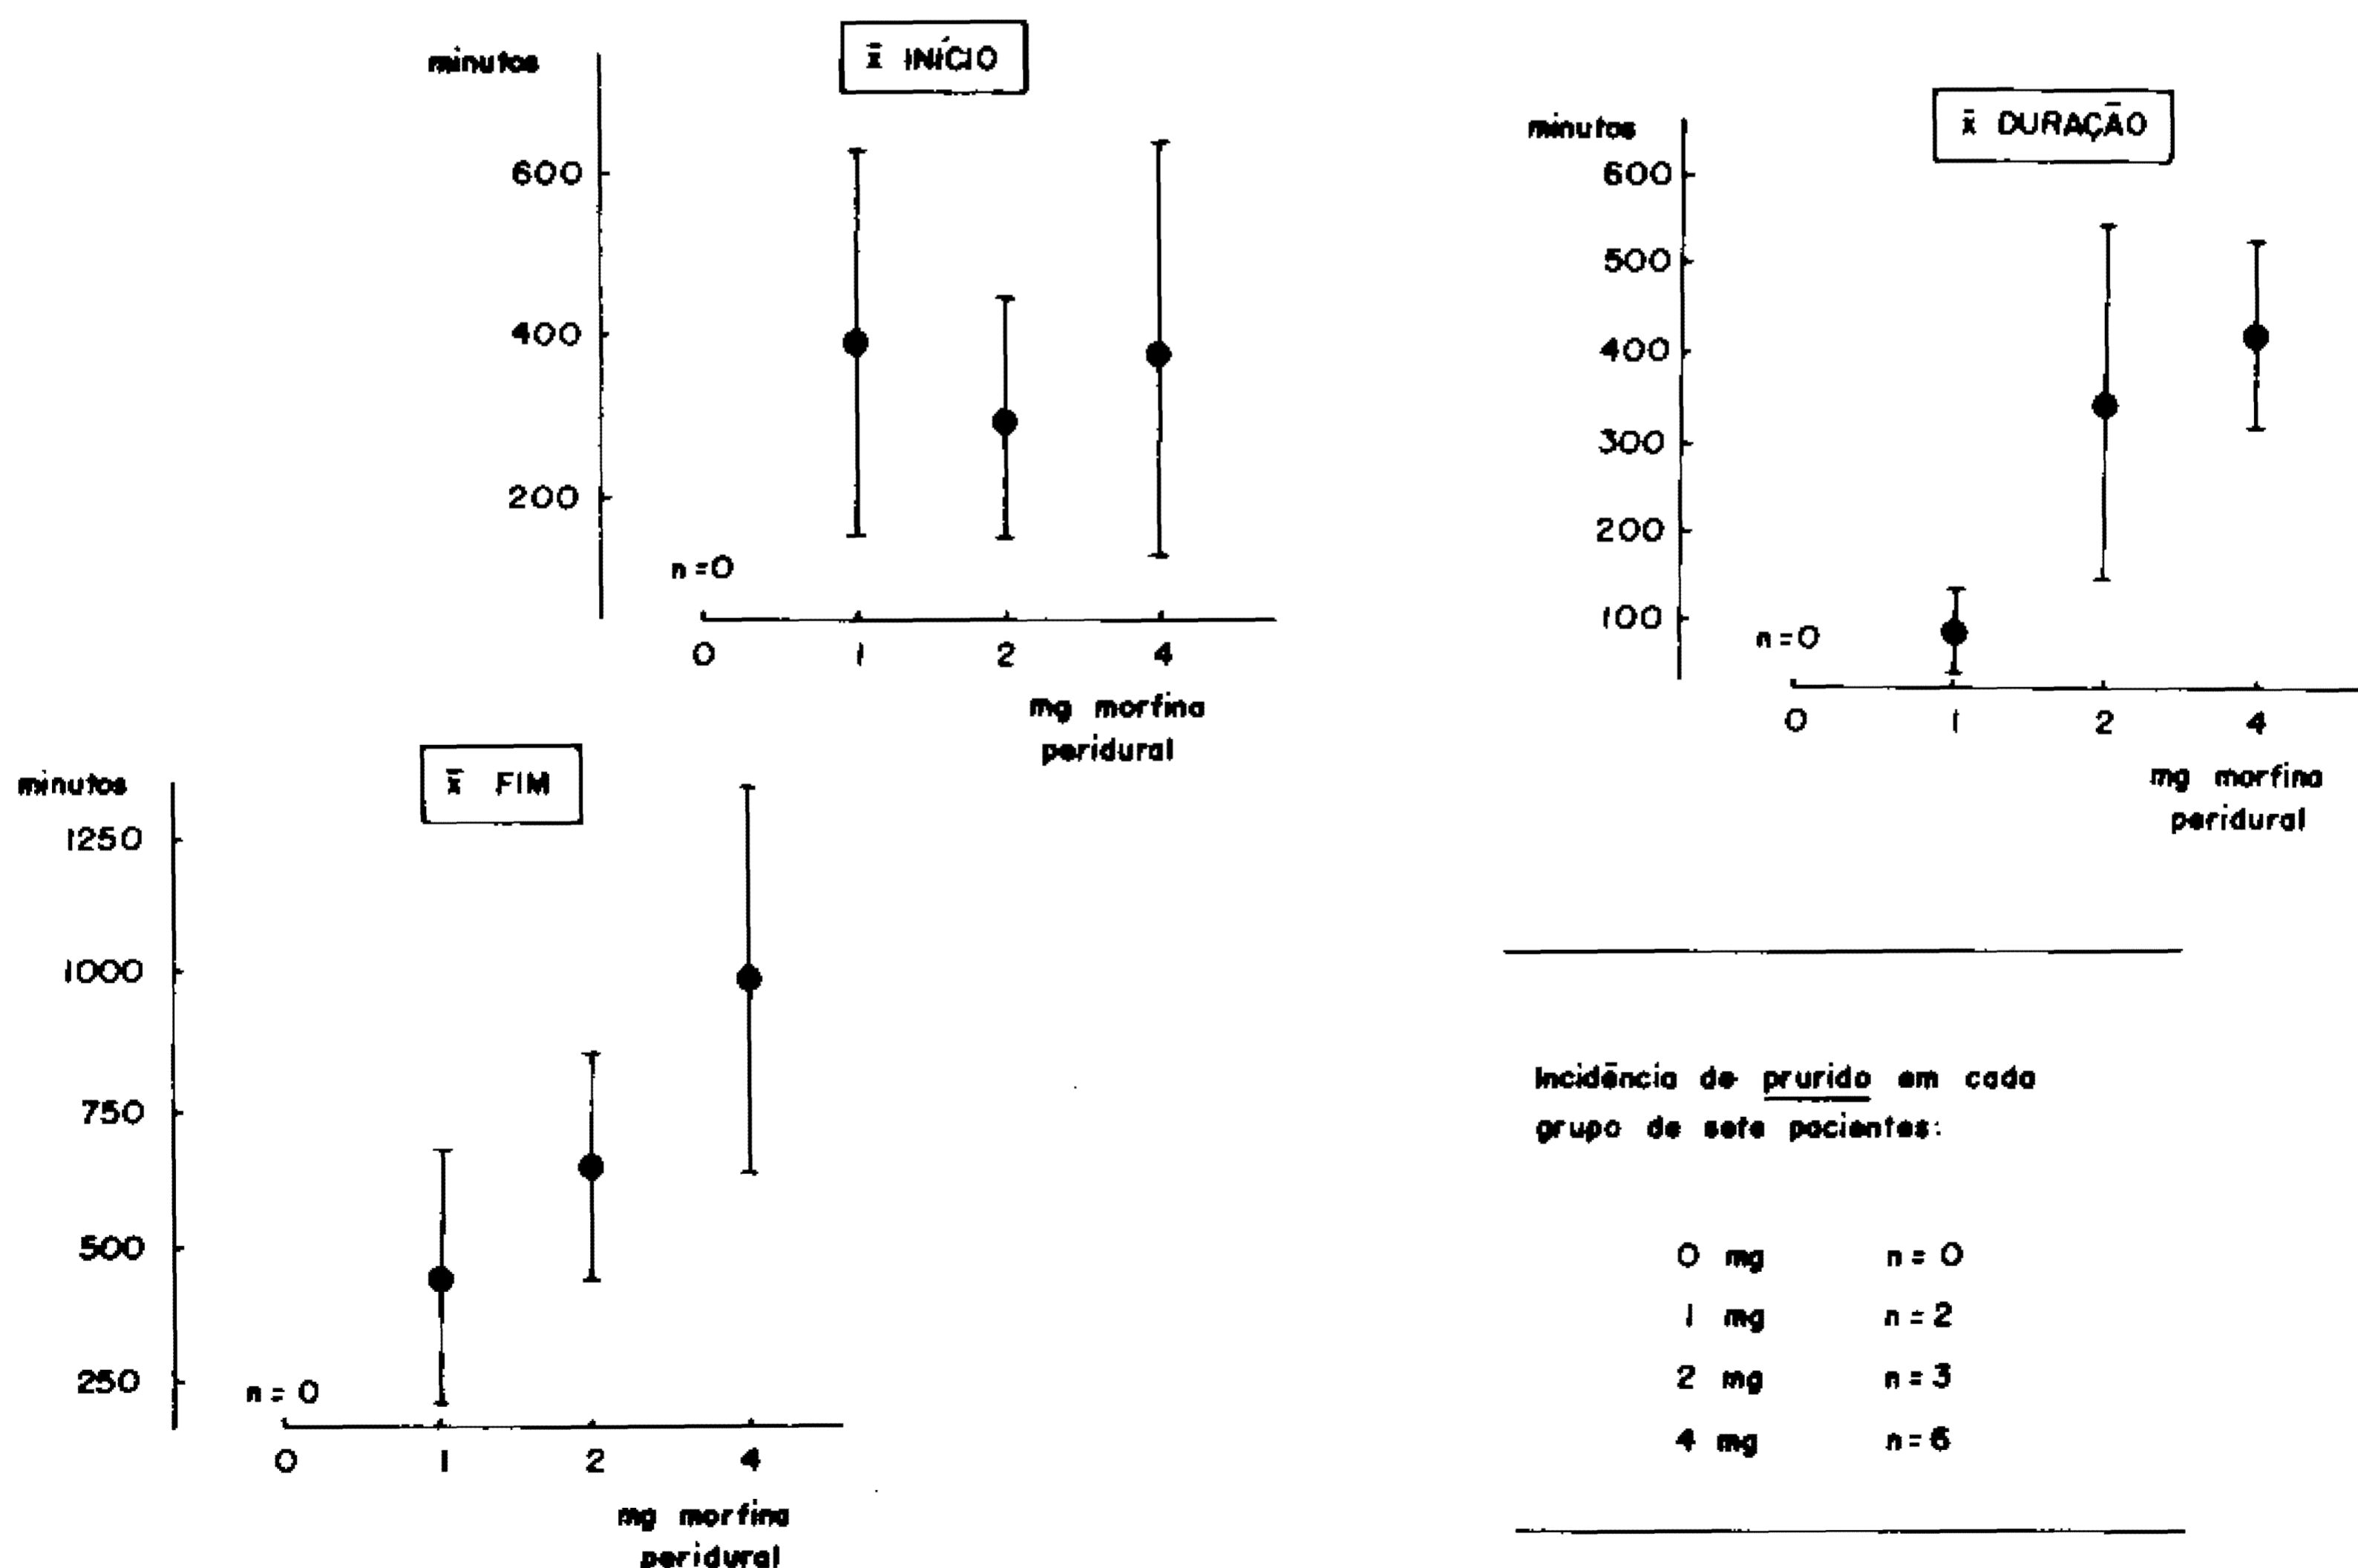 x̄ INÍCIO
minutos
600
400
200
n=0
0 1 2 4
mg morfina
peridural
x̄ DURAÇÃO
minutos
600
500
400
300
200
100
n=0
0 1 2 4
mg morfina
peridural
x̄ FIM
minutos
1250
1000
750
500
250
n=0
0 1 2 4
mg morfina
peridural
Incidência de prurido em cada
grupo de sete pacientes:
0 mg n=0
1 mg n=2
2 mg n=3
4 mg n=6